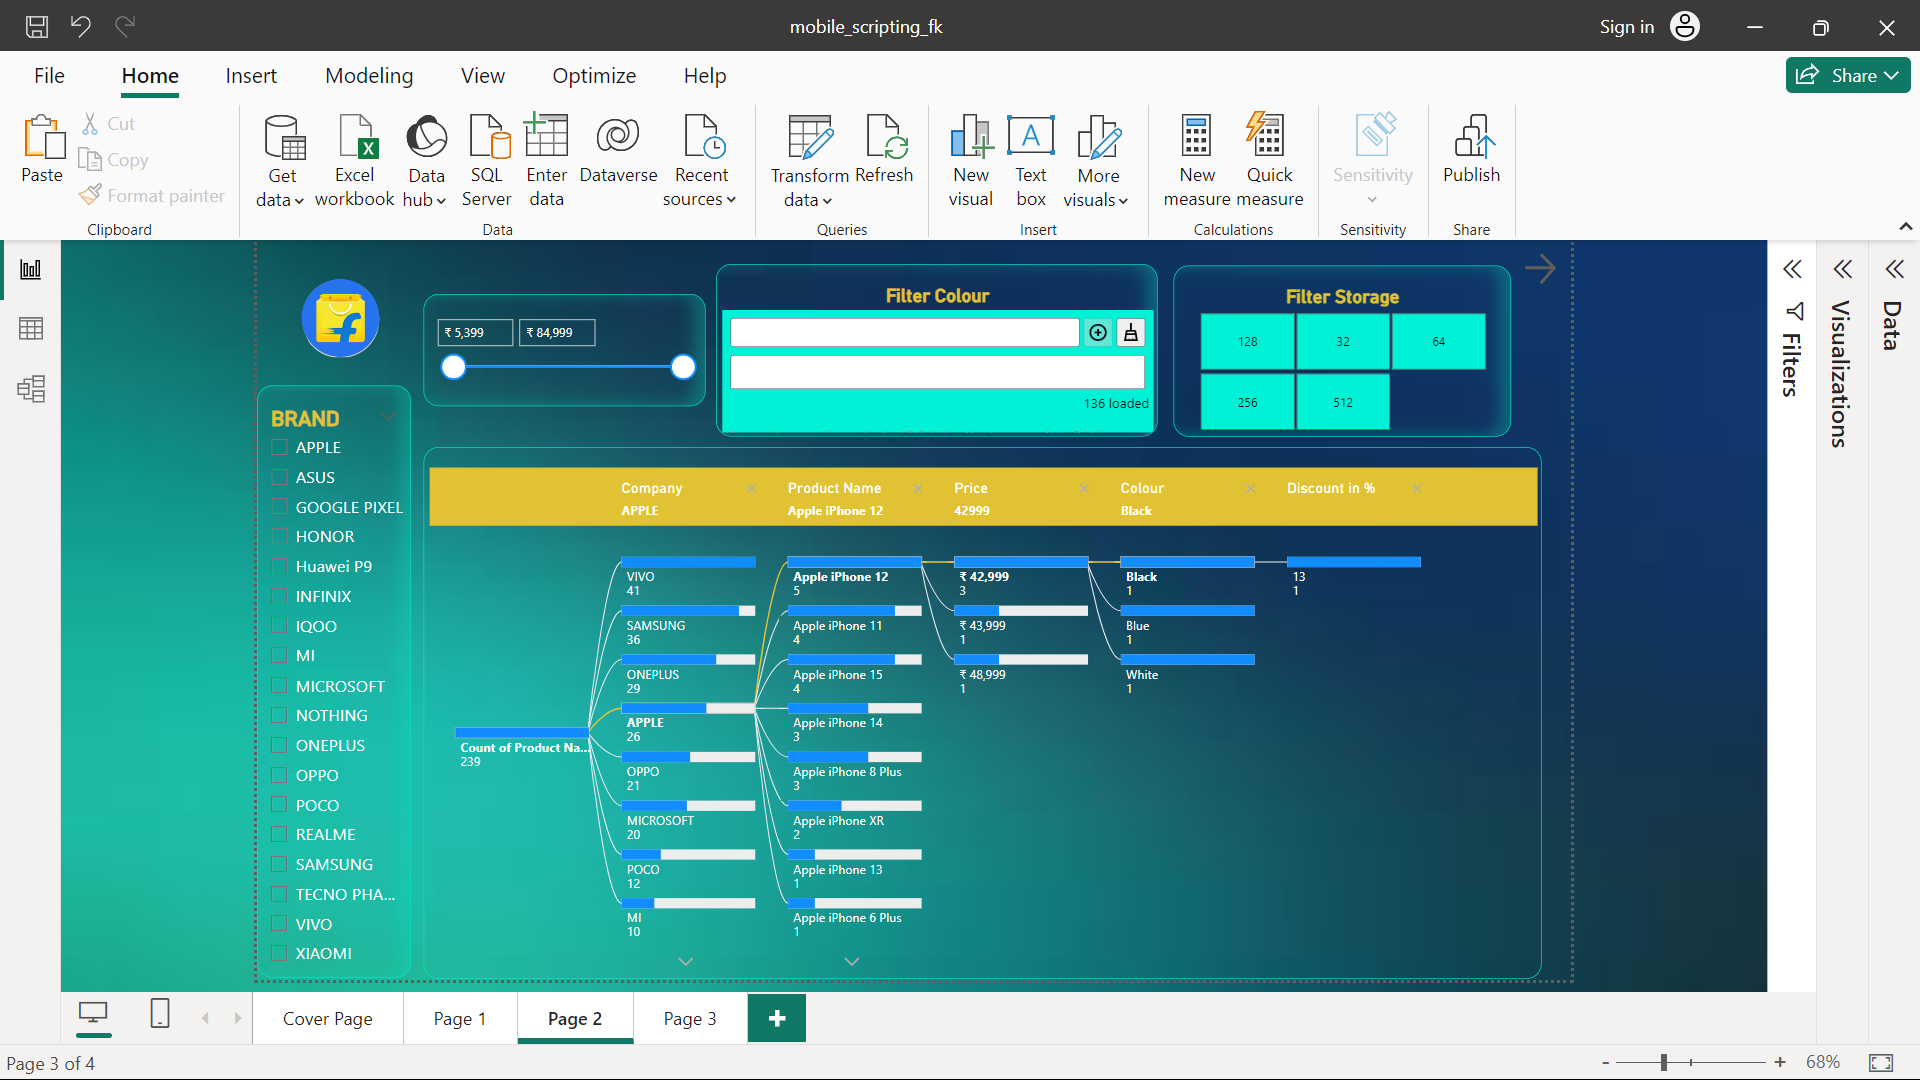 mobile_scripting_fk
Sign in
File
Home
Insert
Modeling
View
Optimize
Help
Share
Paste
Cut
Copy
Format painter
Clipboard
Get data
Excel workbook
Data hub
SQL Server
Enter data
Dataverse
Recent sources
Data
Transform data
Refresh
Queries
New visual
Text box
More visuals
Insert
New measure
Quick measure
Calculations
Sensitivity
Sensitivity
Publish
Share
₹ 5,399
₹ 84,999
Filter Colour
136 loaded
Filter Storage
128
32
64
256
512
BRAND
APPLE
ASUS
GOOGLE PIXEL
HONOR
Huawei P9
INFINIX
IQOO
MI
MICROSOFT
NOTHING
ONEPLUS
OPPO
POCO
REALME
SAMSUNG
TECNO PHA...
VIVO
XIAOMI
Company
APPLE
Product Name
Apple iPhone 12
Price
42999
Colour
Black
Discount in %
Count of Product Na...
239
VIVO
41
SAMSUNG
36
ONEPLUS
29
APPLE
26
OPPO
21
MICROSOFT
20
POCO
12
MI
10
Apple iPhone 12
5
Apple iPhone 11
4
Apple iPhone 15
4
Apple iPhone 14
3
Apple iPhone 8 Plus
3
Apple iPhone XR
2
Apple iPhone 13
1
Apple iPhone 6 Plus
1
₹ 42,999
3
₹ 43,999
1
₹ 48,999
1
Black
1
Blue
1
White
1
13
1
Filters
Visualizations
Data
Cover Page
Page 1
Page 2
Page 3
Page 3 of 4
- + 68%